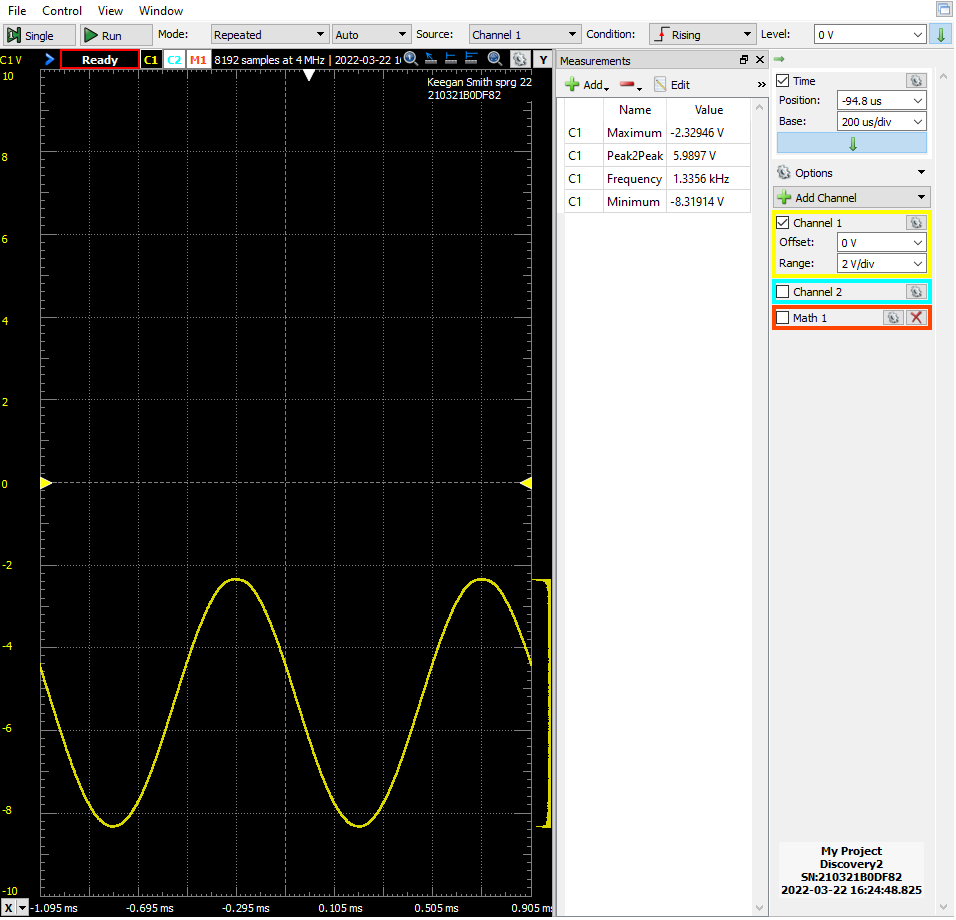 File Control View Window
Single Run Mode: Repeated Auto Source: Channel 1 Condition: Rising Level: 0 V
C1 V Ready C1 C2 M1 8192 samples at 4 MHz | 2022-03-22 Y
Keegan Smith sprg 22
210321B0DF82
10
8
6
4
2
0
-2
-4
-6
-8
-10
X -1.095 ms -0.695 ms -0.295 ms 0.105 ms 0.505 ms 0.905 ms
Measurements
Add Edit »
Name Value
C1 Maximum -2.32946 V
C1 Peak2Peak 5.9897 V
C1 Frequency 1.3356 kHz
C1 Minimum -8.31914 V
Time
Position: -94.8 us
Base: 200 us/div
Options
Add Channel
Channel 1
Offset: 0 V
Range: 2 V/div
Channel 2
Math 1
My Project
Discovery2
SN:210321B0DF82
2022-03-22 16:24:48.825